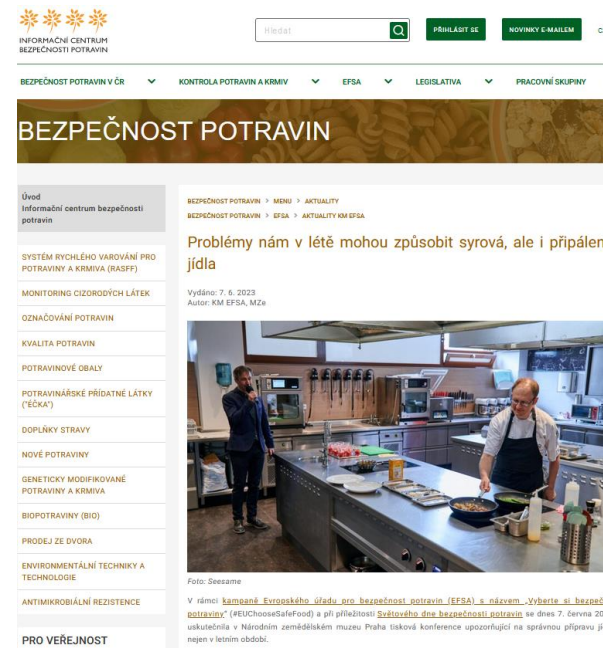 INFORMAČNÍ CENTRUM
BEZPEČNOSTI POTRAVIN
Hledat
PŘIHLÁSIT SE
NOVINKY E-MAILEM
BEZPEČNOST POTRAVIN V ČR
KONTROLA POTRAVIN A KRMIV
EFSA
LEGISLATIVA
PRACOVNÍ SKUPINY
BEZPEČNOST POTRAVIN
Úvod
Informační centrum bezpečnosti
potravin
SYSTÉM RYCHLÉHO VAROVÁNÍ PRO
POTRAVINY A KRMIVA (RASFF)
MONITORING CIZORODÝCH LÁTEK
OZNAČOVÁNÍ POTRAVIN
KVALITA POTRAVIN
POTRAVINOVÉ OBALY
POTRAVINÁŘSKÉ PŘÍDATNÉ LÁTKY
("ÉČKA")
DOPLŇKY STRAVY
NOVÉ POTRAVINY
GENETICKY MODIFIKOVANÉ
POTRAVINY A KRMIVA
BIOPOTRAVINY (BIO)
PRODEJ ZE DVORA
ENVIRONMENTÁLNÍ TECHNIKY A
TECHNOLOGIE
ANTIMIKROBIÁLNÍ REZISTENCE
PRO VEŘEJNOST
BEZPEČNOST POTRAVIN > MENU > AKTUALITY
BEZPEČNOST POTRAVIN > EFSA > AKTUALITY KM EFSA
Problémy nám v létě mohou způsobit syrová, ale i připálen
jídla
Vydáno: 7. 6. 2023
Autor: KM EFSA, MZe
Foto: Seesame
V rámci kampaně Evropského úřadu pro bezpečnost potravin (EFSA) s názvem „Vyberte si bezpeč
potraviny" (#EUChooseSafeFood) a při příležitosti Světového dne bezpečnosti potravin se dnes 7. června 20
uskutečnila v Národním zemědělském muzeu Praha tisková konference upozorňující na správnou přípravu jí
nejen v letním období.